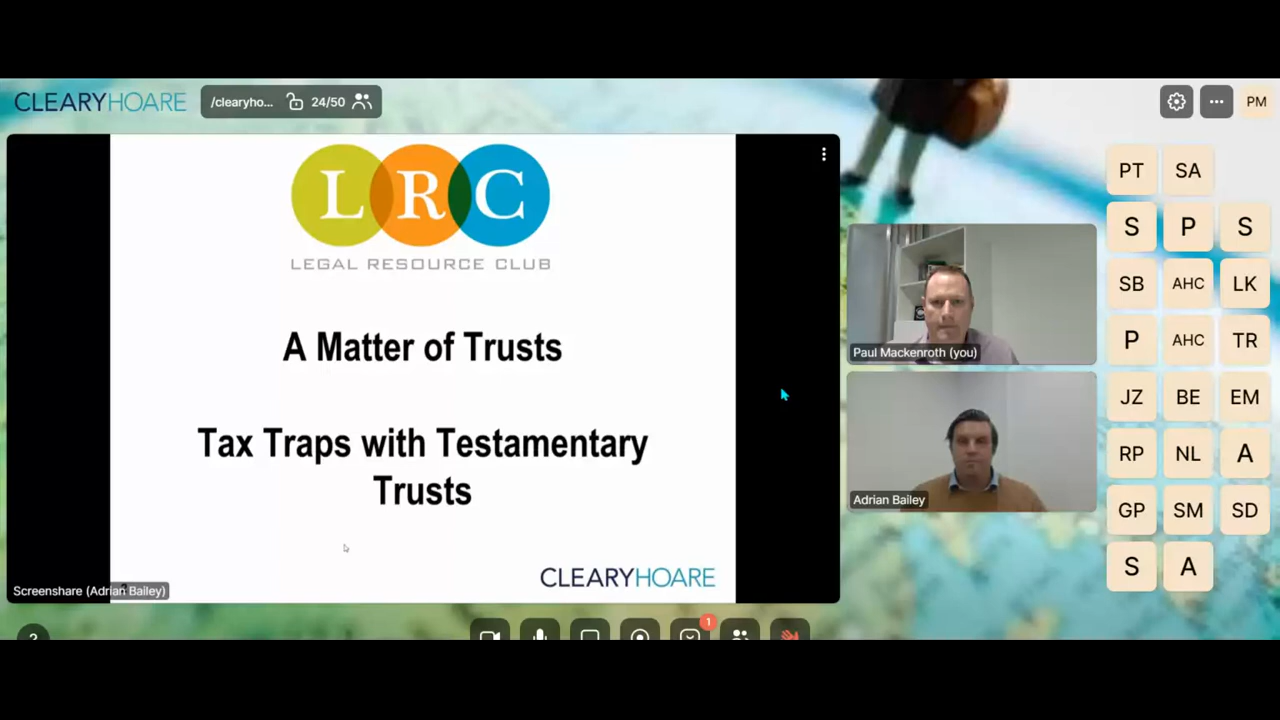 CLEARYHOARE
/clearyho...
24/50
PM
LRC
LEGAL RESOURCE CLUB
A Matter of Trusts
Tax Traps with Testamentary
Trusts
CLEARYHOARE
Screenshare (Adrian Bailey)
Paul Mackenroth (you)
Adrian Bailey
PT SA
S P S
SB AHC LK
P AHC TR
JZ BE EM
RP NL A
GP SM SD
S A
?
1